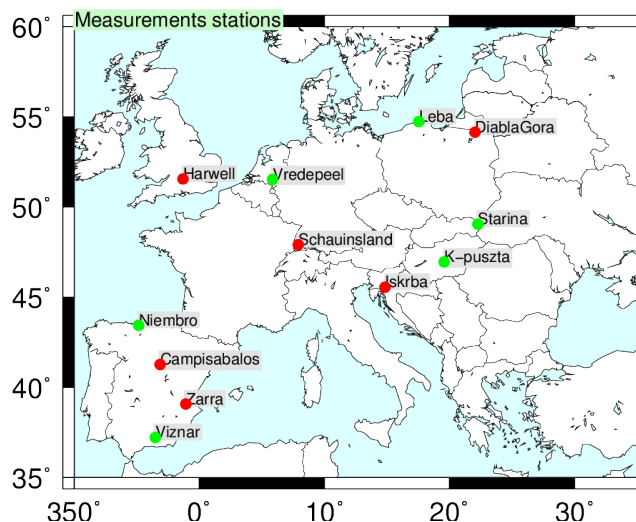 Measurements stations
60°
55°
50°
45°
40°
35°
Leba
DiablaGora
Harwell
Vredepeel
Starina
Schauinsland
K-puszta
Iskrba
Niembro
Campisabalos
Zarra
Viznar
350° 0° 10° 20° 30°